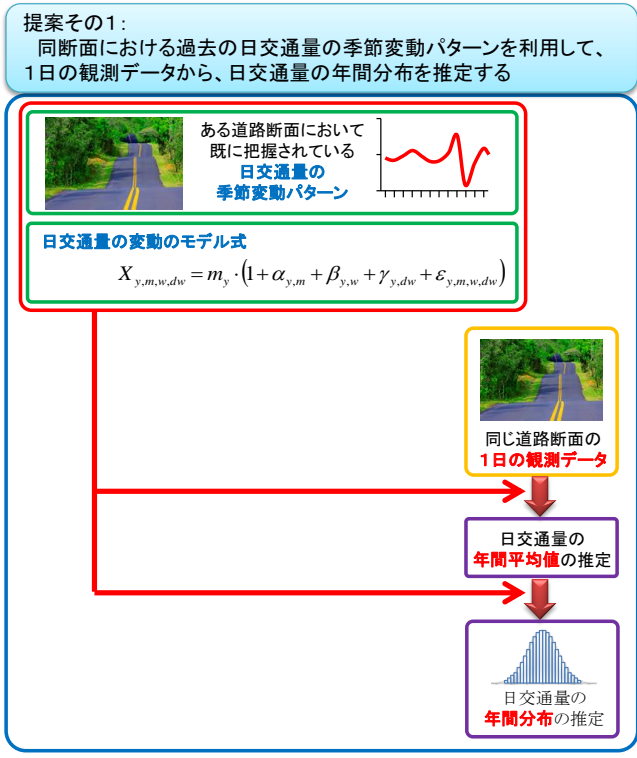 提案その1:
同断面における過去の日交通量の季節変動パターンを利用して、
1日の観測データから、日交通量の年間分布を推定する
ある道路断面において
既に把握されている
日交通量の
季節変動パターン
日交通量の変動のモデル式
X_{y,m,w,dw} = m_y・(1+α_{y,m}+β_{y,w}+γ_{y,dw}+ε_{y,m,w,dw})
同じ道路断面の
1日の観測データ
日交通量の
年間平均値の推定
日交通量の
年間分布の推定